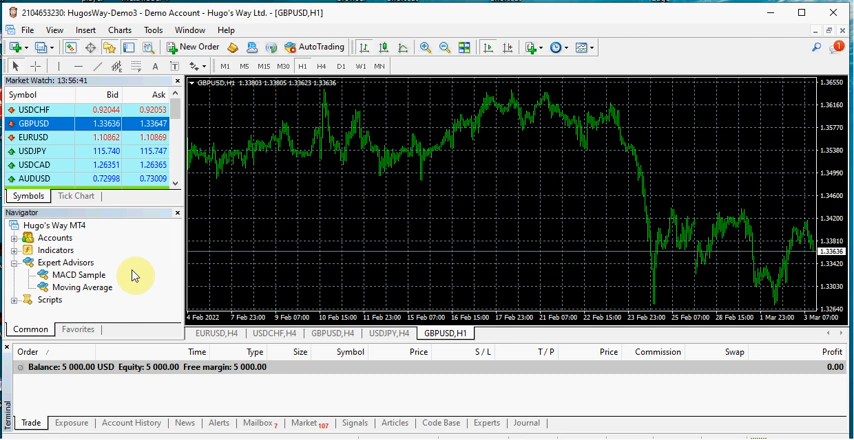 2104653230: HugosWay-Demo3 - Demo Account - Hugo's Way Ltd. - [GBPUSD,H1]
File View Insert Charts Tools Window Help
New Order AutoTrading
A T M1 M5 M15 M30 H1 H4 D1 W1 MN
Market Watch: 13:56:41
Symbol Bid Ask
USDCHF 0.92044 0.92053
GBPUSD 1.33636 1.33647
EURUSD 1.10862 1.10869
USDJPY 115.740 115.747
USDCAD 1.26351 1.26365
AUDUSD 0.72998 0.73009
Symbols Tick Chart
Navigator
Hugo's Way MT4
Accounts
Indicators
Expert Advisors
MACD Sample
Moving Average
Scripts
Common Favorites
GBPUSD,H1 1.33803 1.33805 1.33623 1.33636
1.36550
1.36160
1.35770
1.35380
1.34990
1.34600
1.34200
1.33810
1.33636
1.33420
1.33030
1.32640
4 Feb 2022 7 Feb 23:00 9 Feb 07:00 10 Feb 15:00 11 Feb 23:00 15 Feb 07:00 16 Feb 15:00 17 Feb 23:00 21 Feb 07:00 22 Feb 15:00 23 Feb 23:00 25 Feb 07:00 28 Feb 15:00 1 Mar 23:00 3 Mar 07:00
EURUSD,H4 USDCHF,H4 GBPUSD,H4 USDJPY,H4 GBPUSD,H1
Order Time Type Size Symbol Price S / L T / P Price Commission Swap Profit
Balance: 5 000.00 USD Equity: 5 000.00 Free margin: 5 000.00 0.00
Terminal
Trade Exposure Account History News Alerts Mailbox 7 Market 107 Signals Articles Code Base Experts Journal